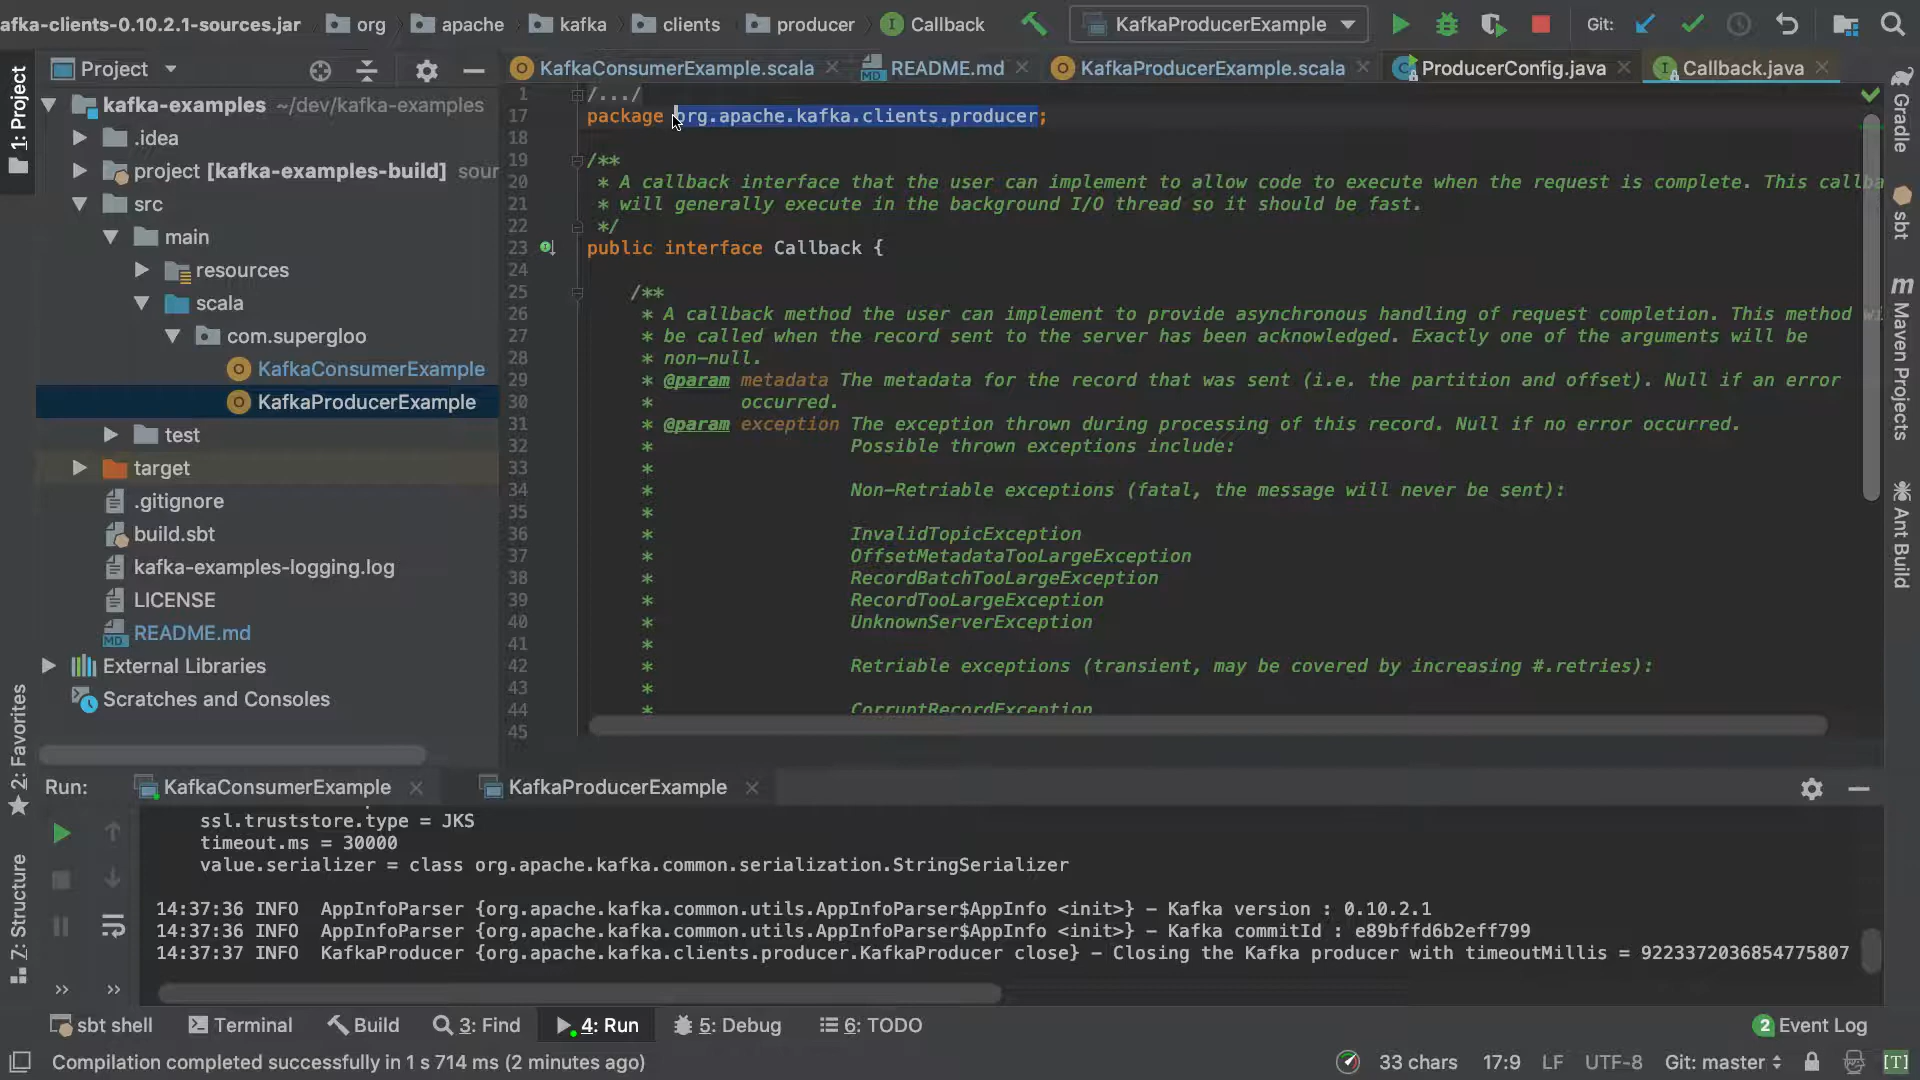 afka-clients-0.10.2.1-sources.jar org apache kafka clients producer Callback KafkaProducerExample Git:
1: Project
Project
kafka-examples ~/dev/kafka-examples
.idea
project [kafka-examples-build] sour
src
main
resources
scala
com.supergloo
KafkaConsumerExample
KafkaProducerExample
test
target
.gitignore
build.sbt
kafka-examples-logging.log
LICENSE
README.md
External Libraries
Scratches and Consoles
2: Favorites
Z: Structure
KafkaConsumerExample.scala README.md KafkaProducerExample.scala ProducerConfig.java Callback.java
1 /.../
17 package org.apache.kafka.clients.producer;
18
19 /**
20 * A callback interface that the user can implement to allow code to execute when the request is complete. This callba
21 * will generally execute in the background I/O thread so it should be fast.
22 */
23 public interface Callback {
24
25 /**
26 * A callback method the user can implement to provide asynchronous handling of request completion. This method wi
27 * be called when the record sent to the server has been acknowledged. Exactly one of the arguments will be
28 * non-null.
29 * @param metadata The metadata for the record that was sent (i.e. the partition and offset). Null if an error
30 * occurred.
31 * @param exception The exception thrown during processing of this record. Null if no error occurred.
32 * Possible thrown exceptions include:
33 *
34 * Non-Retriable exceptions (fatal, the message will never be sent):
35 *
36 * InvalidTopicException
37 * OffsetMetadataTooLargeException
38 * RecordBatchTooLargeException
39 * RecordTooLargeException
40 * UnknownServerException
41 *
42 * Retriable exceptions (transient, may be covered by increasing #.retries):
43 *
44 * CorruptRecordException
45
Gradle
sbt
m Maven Projects
Ant Build
Run: KafkaConsumerExample KafkaProducerExample
ssl.truststore.type = JKS
timeout.ms = 30000
value.serializer = class org.apache.kafka.common.serialization.StringSerializer
14:37:36 INFO AppInfoParser {org.apache.kafka.common.utils.AppInfoParser$AppInfo <init>} - Kafka version : 0.10.2.1
14:37:36 INFO AppInfoParser {org.apache.kafka.common.utils.AppInfoParser$AppInfo <init>} - Kafka commitId : e89bffd6b2eff799
14:37:37 INFO KafkaProducer {org.apache.kafka.clients.producer.KafkaProducer close} - Closing the Kafka producer with timeoutMillis = 9223372036854775807
sbt shell Terminal Build 3: Find 4: Run 5: Debug 6: TODO 2 Event Log
Compilation completed successfully in 1 s 714 ms (2 minutes ago) 33 chars 17:9 LF UTF-8 Git: master [T]